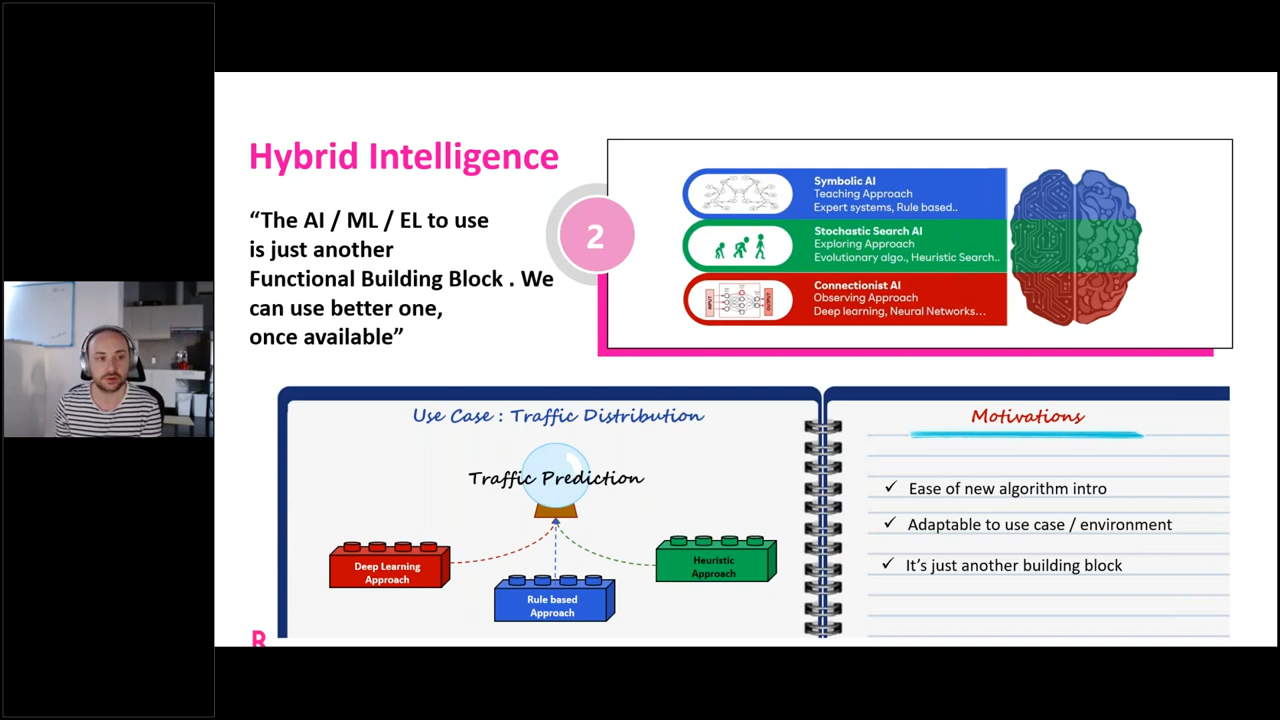 Hybrid Intelligence
“The AI / ML / EL to use
is just another
Functional Building Block . We
can use better one,
once available”
2
Symbolic AI
Teaching Approach
Expert systems, Rule based..
Stochastic Search AI
Exploring Approach
Evolutionary algo., Heuristic Search..
Connectionist AI
Observing Approach
Deep learning, Neural Networks...
INPUT
OUTPUT
Use Case : Traffic Distribution
Traffic Prediction
Deep Learning
Approach
Rule based
Approach
Heuristic
Approach
Motivations
✓ Ease of new algorithm intro
✓ Adaptable to use case / environment
✓ It’s just another building block
R